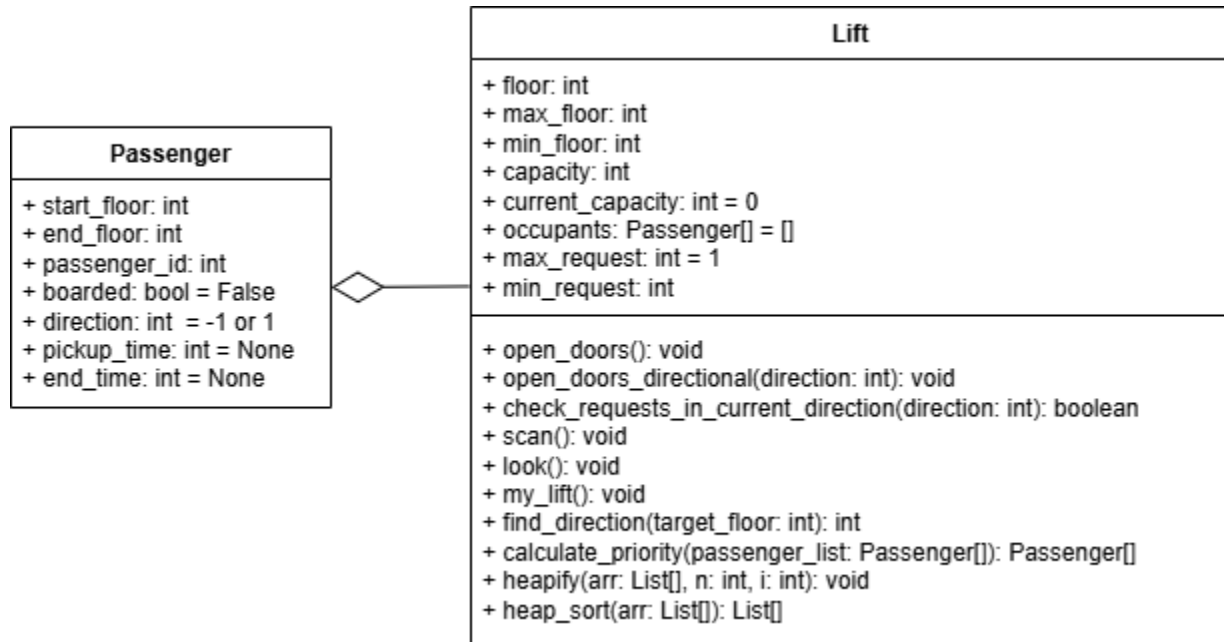 Passenger
+ start_floor: int
+ end_floor: int
+ passenger_id: int
+ boarded: bool = False
+ direction: int  = -1 or 1
+ pickup_time: int = None
+ end_time: int = None
Lift
+ floor: int
+ max_floor: int
+ min_floor: int
+ capacity: int
+ current_capacity: int = 0
+ occupants: Passenger[] = []
+ max_request: int = 1
+ min_request: int
+ open_doors(): void
+ open_doors_directional(direction: int): void
+ check_requests_in_current_direction(direction: int): boolean
+ scan(): void
+ look(): void
+ my_lift(): void
+ find_direction(target_floor: int): int
+ calculate_priority(passenger_list: Passenger[]): Passenger[]
+ heapify(arr: List[], n: int, i: int): void
+ heap_sort(arr: List[]): List[]